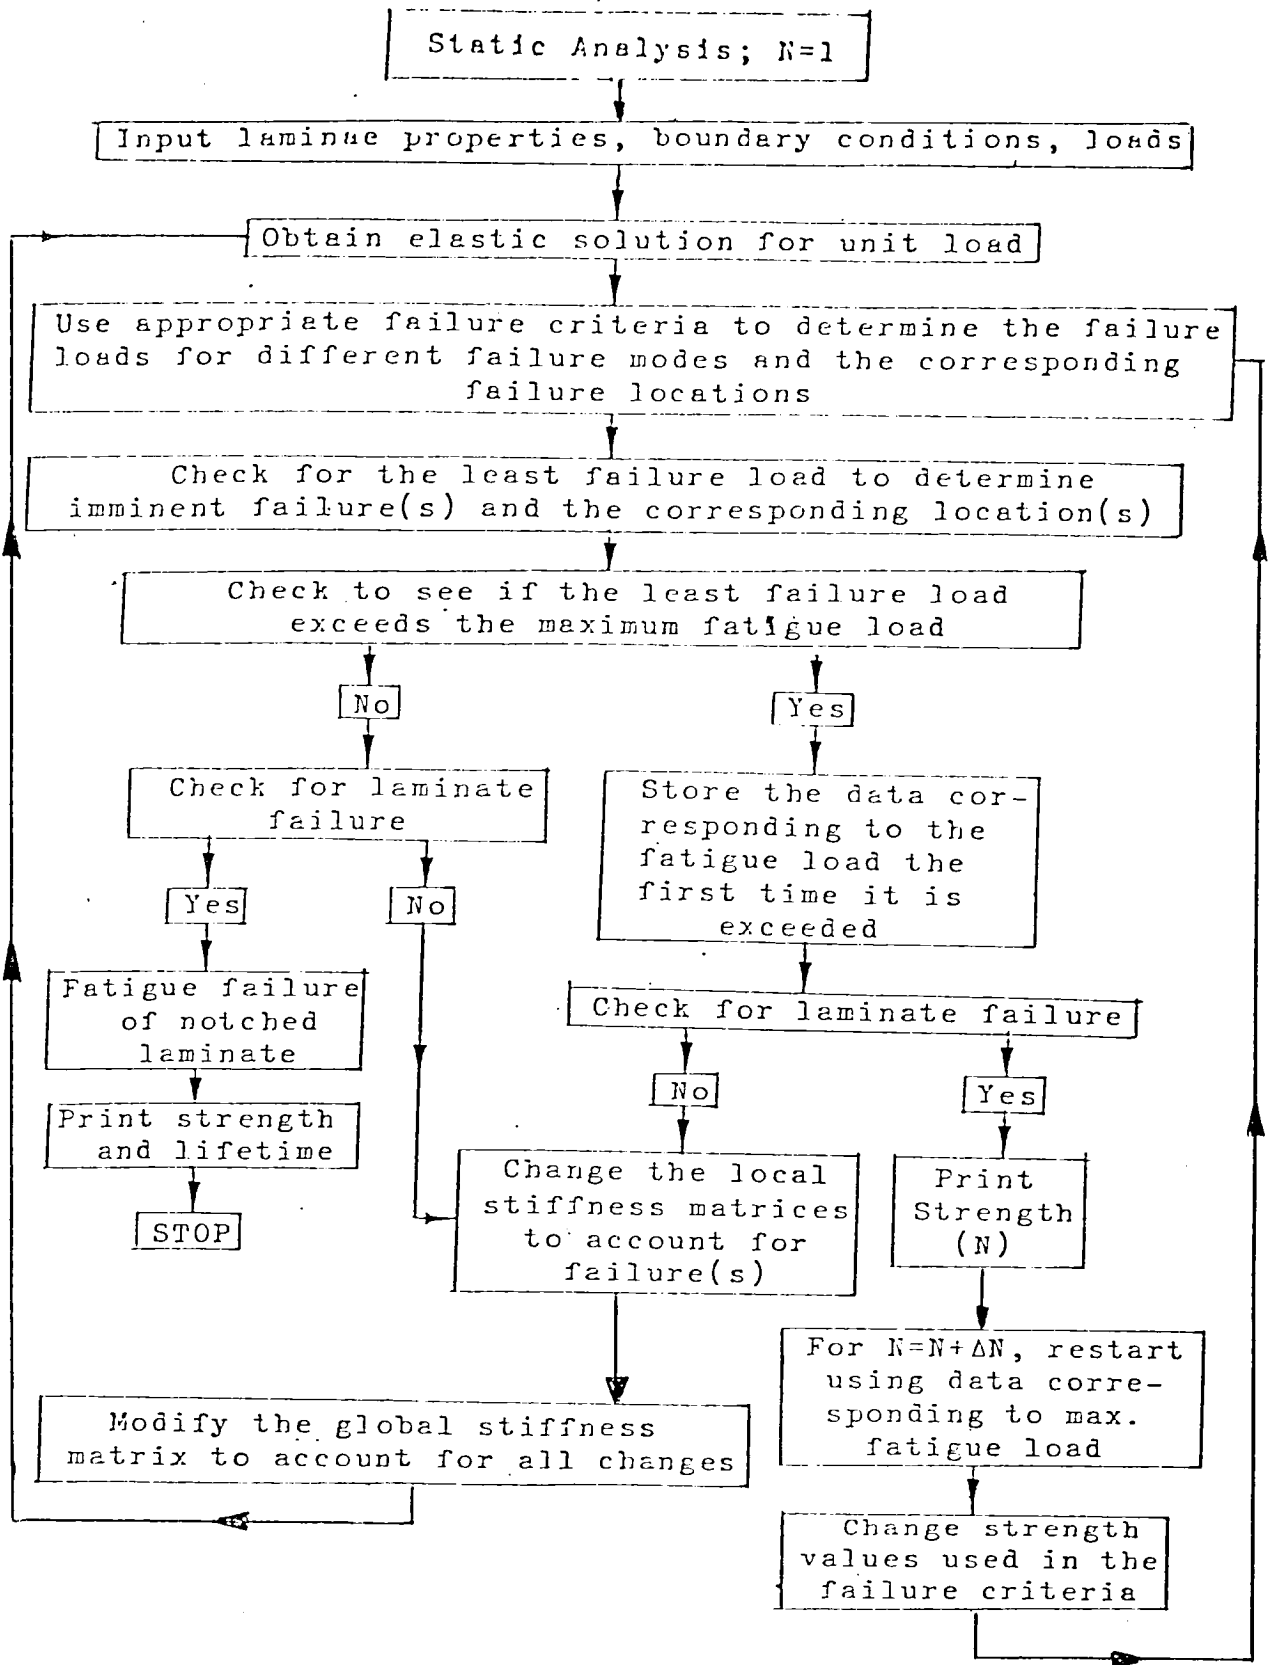 Static Analysis; N=1
Input laminae properties, boundary conditions, loads
Obtain elastic solution for unit load
Use appropriate failure criteria to determine the failure
loads for different failure modes and the corresponding
failure locations
Check for the least failure load to determine
imminent failure(s) and the corresponding location(s)
Check to see if the least failure load
exceeds the maximum fatigue load
No
Yes
Check for laminate
failure
Store the data cor-
responding to the
fatigue load the
first time it is
exceeded
Yes
No
Fatigue failure
of notched
laminate
Check for laminate failure
No
Yes
Print strength
and lifetime
STOP
Change the local
stiffness matrices
to account for
failure(s)
Print
Strength
(N)
For N=N+ΔN, restart
using data corre-
sponding to max.
fatigue load
Modify the global stiffness
matrix to account for all changes
Change strength
values used in the
failure criteria